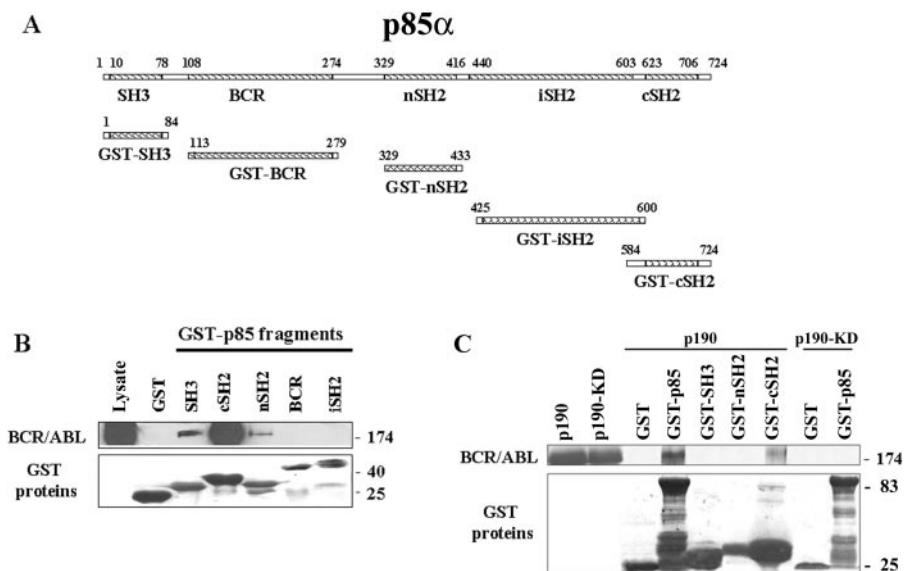 A
p85α
1 10 78 108 274 329 416 440 603 623 706 724
SH3 BCR nSH2 iSH2 cSH2
1 84
GST-SH3
113 279
GST-BCR
329 433
GST-nSH2
425 600
GST-iSH2
584 724
GST-cSH2
B
GST-p85 fragments
Lysate GST SH3 cSH2 nSH2 BCR iSH2
BCR/ABL - 174
GST proteins
- 40
- 25
C
p190 p190-KD
p190 p190-KD GST GST-p85 GST-SH3 GST-nSH2 GST-cSH2 GST GST-p85
BCR/ABL - 174
GST proteins
- 83
- 25